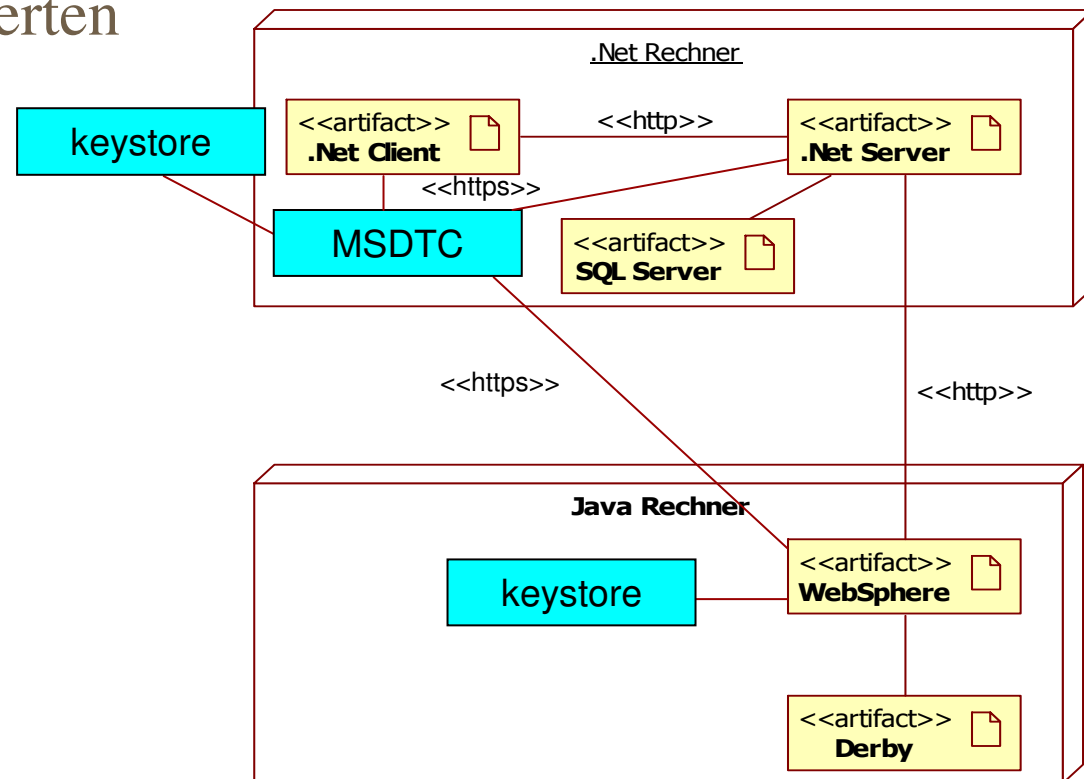 erten
.Net Rechner
keystore
<<artifact>>
.Net Client
<<http>>
<<artifact>>
.Net Server
<<https>>
MSDTC
<<artifact>>
SQL Server
<<https>>
<<http>>
Java Rechner
<<artifact>>
WebSphere
keystore
<<artifact>>
Derby